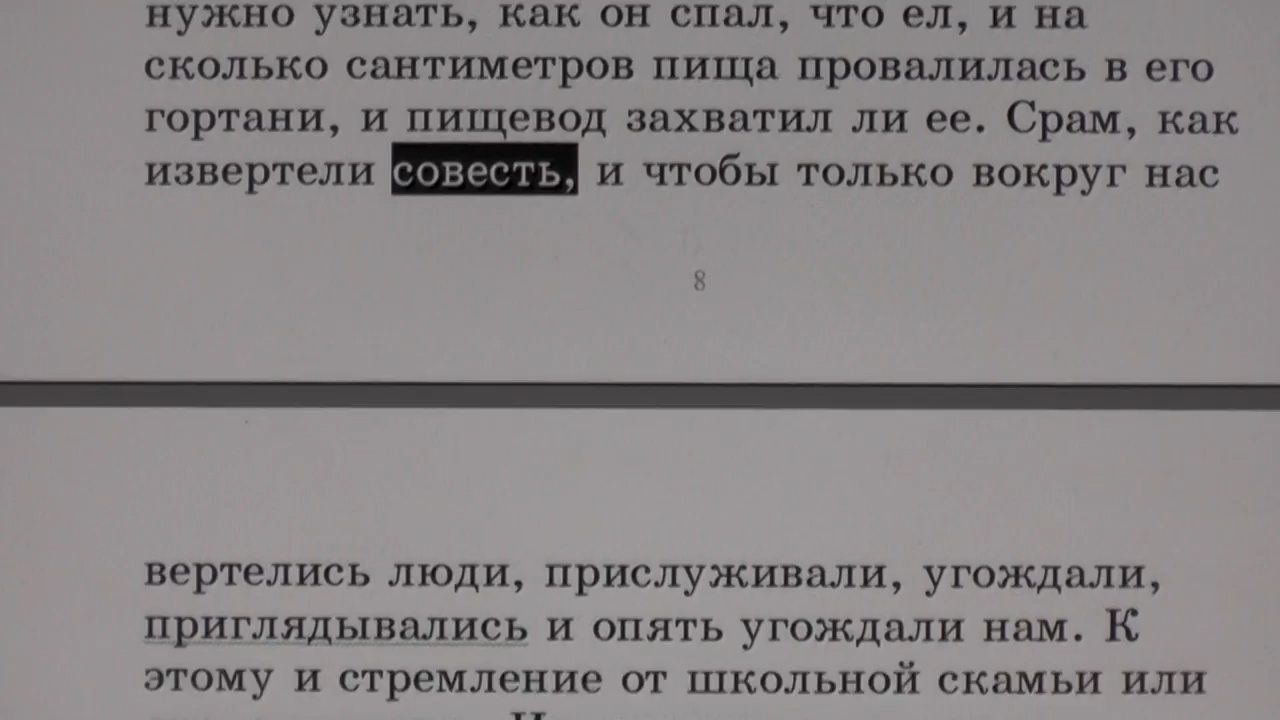 нужно узнать, как он спал, что ел, и на
сколько сантиметров пища провалилась в его
гортани, и пищевод захватил ли ее. Срам, как
извертели совесть, и чтобы только вокруг нас
8
вертелись люди, прислуживали, угождали,
приглядывались и опять угождали нам. К
этому и стремление от школьной скамьи или